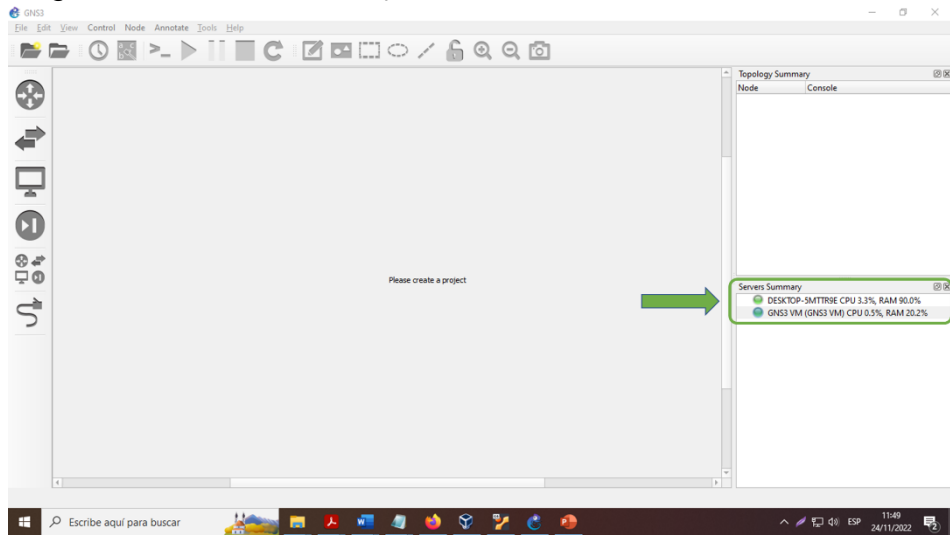 GNS3
File Edit View Control Node Annotate Tools Help
Topology Summary
Node Console
Please create a project
Servers Summary
DESKTOP-5MTTR9E CPU 3.3%, RAM 90.0%
GNS3 VM (GNS3 VM) CPU 0.5%, RAM 20.2%
Escribe aquí para buscar
ESP
11:49
24/11/2022
2